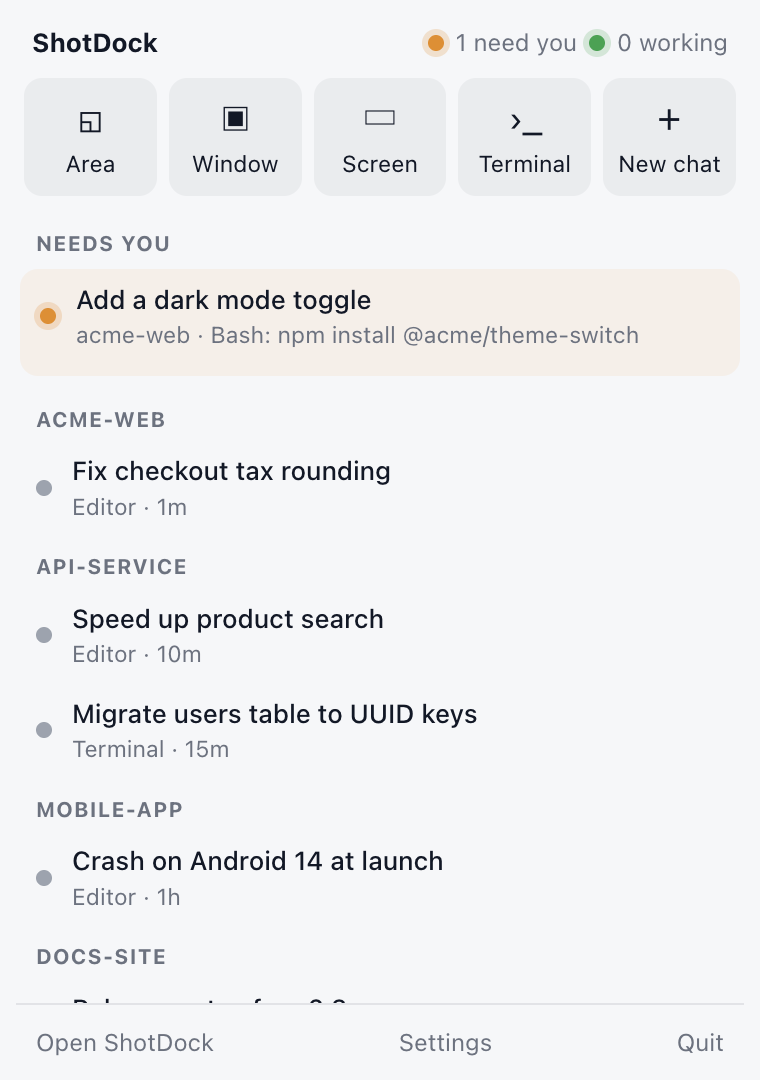 ShotDock
1 need you 0 working
Area
Window
Screen
Terminal
New chat
NEEDS YOU
Add a dark mode toggle
acme-web · Bash: npm install @acme/theme-switch
ACME-WEB
Fix checkout tax rounding
Editor · 1m
API-SERVICE
Speed up product search
Editor · 10m
Migrate users table to UUID keys
Terminal · 15m
MOBILE-APP
Crash on Android 14 at launch
Editor · 1h
DOCS-SITE
Open ShotDock
Settings
Quit